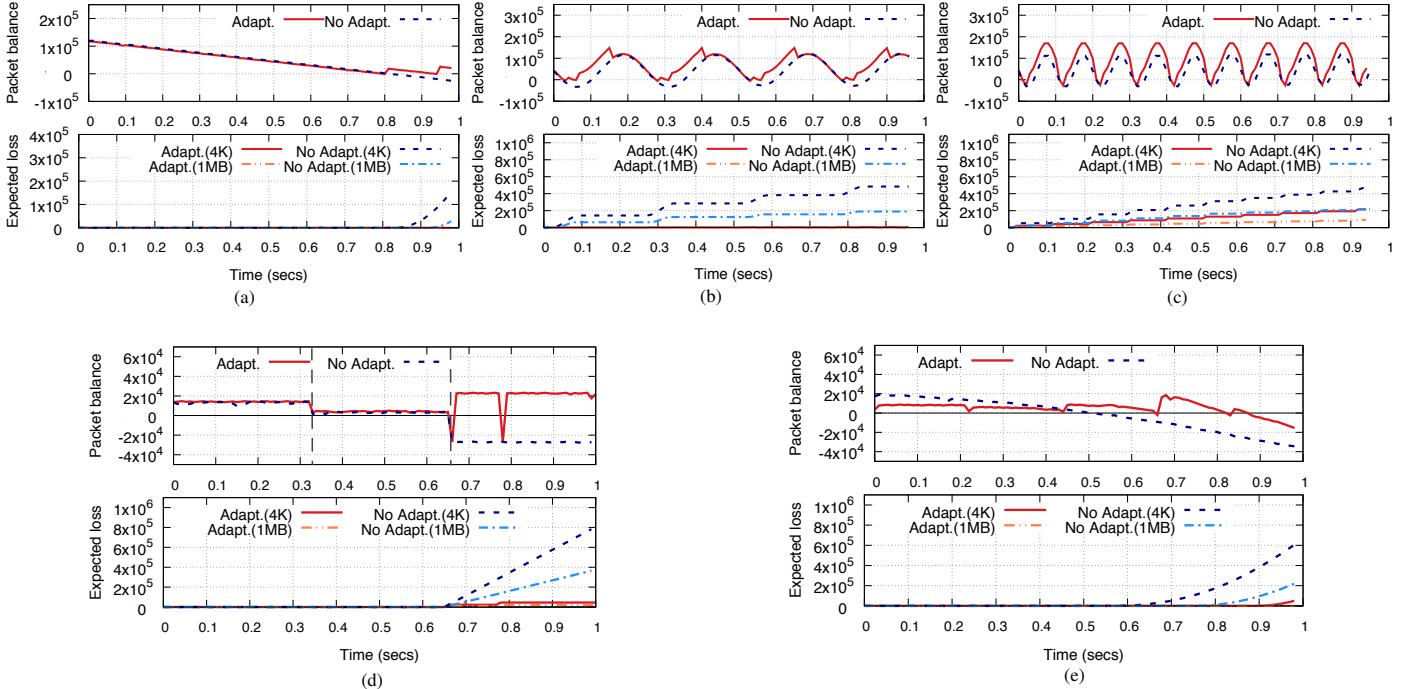 Packet balance
3x10^5
2x10^5
1x10^5
0
-1x10^5
Adapt.
No Adapt.
0 0.1 0.2 0.3 0.4 0.5 0.6 0.7 0.8 0.9 1
Expected loss
4x10^5
3x10^5
2x10^5
1x10^5
0
Adapt.(4K) No Adapt.(4K)
Adapt.(1MB) No Adapt.(1MB)
0 0.1 0.2 0.3 0.4 0.5 0.6 0.7 0.8 0.9 1
Time (secs)
(a)
Packet balance
3x10^5
2x10^5
1x10^5
0
-1x10^5
Adapt.
No Adapt.
0 0.1 0.2 0.3 0.4 0.5 0.6 0.7 0.8 0.9 1
Expected loss
1x10^6
8x10^5
6x10^5
4x10^5
2x10^5
0
Adapt.(4K) No Adapt.(4K)
Adapt.(1MB) No Adapt.(1MB)
0 0.1 0.2 0.3 0.4 0.5 0.6 0.7 0.8 0.9 1
Time (secs)
(b)
Packet balance
3x10^5
2x10^5
1x10^5
0
-1x10^5
Adapt.
No Adapt.
0 0.1 0.2 0.3 0.4 0.5 0.6 0.7 0.8 0.9 1
Expected loss
1x10^6
8x10^5
6x10^5
4x10^5
2x10^5
0
Adapt.(4K) No Adapt.(4K)
Adapt.(1MB) No Adapt.(1MB)
0 0.1 0.2 0.3 0.4 0.5 0.6 0.7 0.8 0.9 1
Time (secs)
(c)
Packet balance
6x10^4
4x10^4
2x10^4
0
-2x10^4
-4x10^4
Adapt.
No Adapt.
0 0.1 0.2 0.3 0.4 0.5 0.6 0.7 0.8 0.9 1
Expected loss
1x10^6
8x10^5
6x10^5
4x10^5
2x10^5
0
Adapt.(4K) No Adapt.(4K)
Adapt.(1MB) No Adapt.(1MB)
0 0.1 0.2 0.3 0.4 0.5 0.6 0.7 0.8 0.9 1
Time (secs)
(d)
Packet balance
6x10^4
4x10^4
2x10^4
0
-2x10^4
-4x10^4
Adapt.
No Adapt.
0 0.1 0.2 0.3 0.4 0.5 0.6 0.7 0.8 0.9 1
Expected loss
1x10^6
8x10^5
6x10^5
4x10^5
2x10^5
0
Adapt.(4K) No Adapt.(4K)
Adapt.(1MB) No Adapt.(1MB)
0 0.1 0.2 0.3 0.4 0.5 0.6 0.7 0.8 0.9 1
Time (secs)
(e)